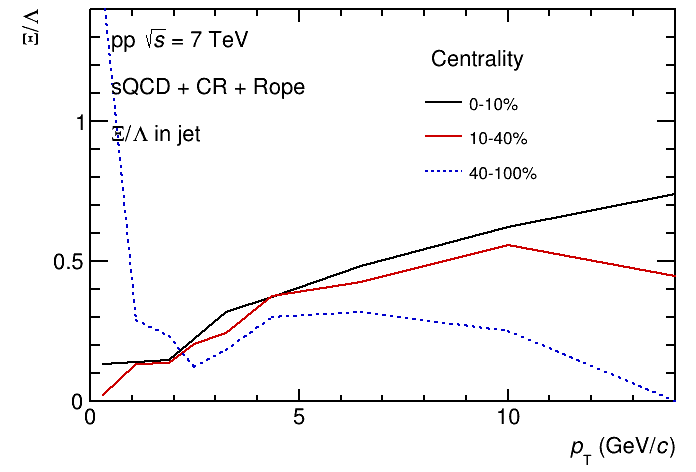 Ξ/Λ
pp √s = 7 TeV
sQCD + CR + Rope
Ξ/Λ in jet
Centrality
0-10%
10-40%
40-100%
1
0.5
0
0 5 10
p_T (GeV/c)